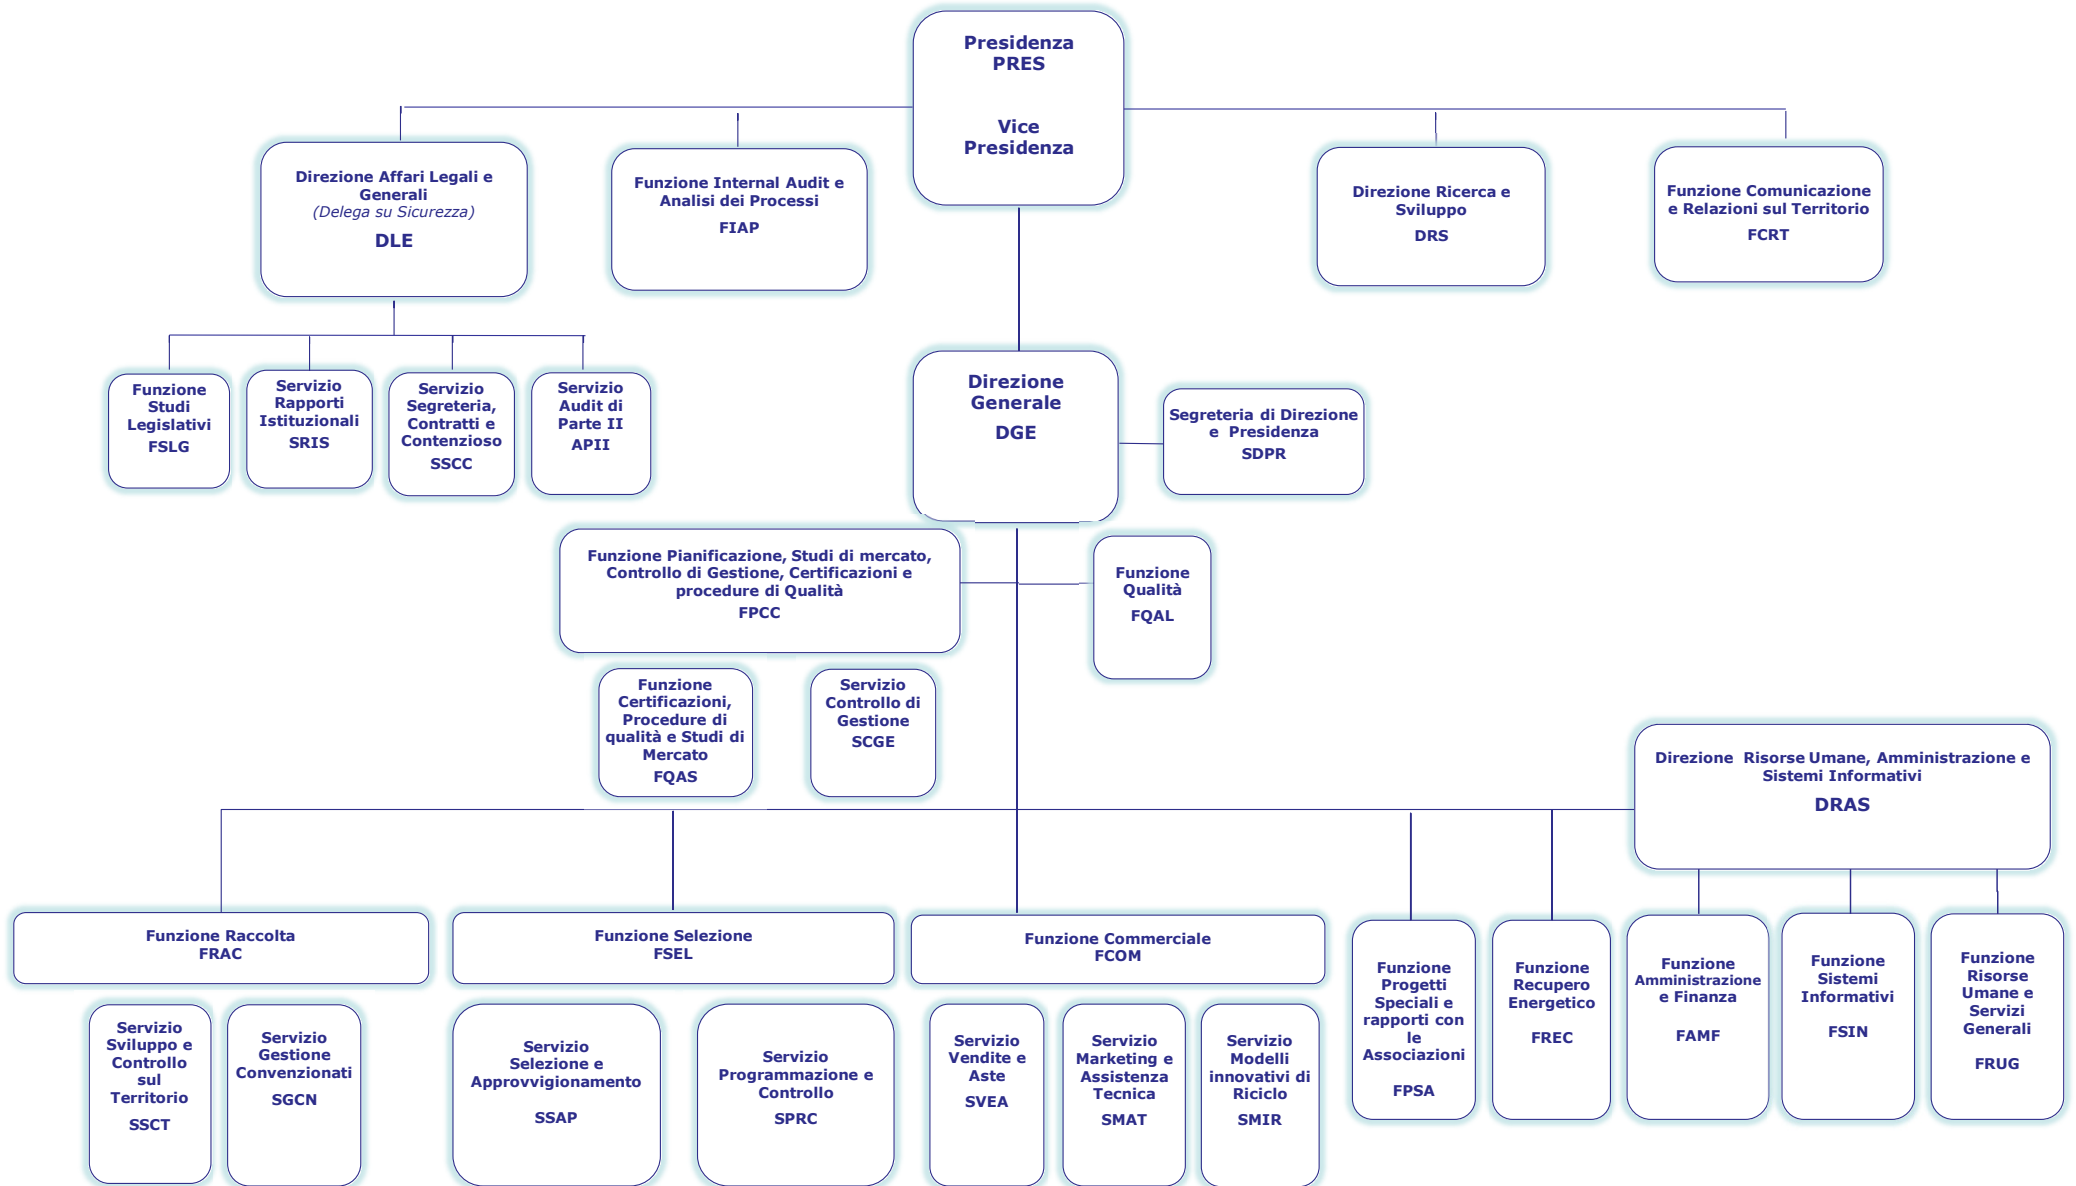 Presidenza
PRES
Vice
Presidenza
Direzione Affari Legali e
Generali
(Delega su Sicurezza)
DLE
Funzione Internal Audit e
Analisi dei Processi
FIAP
Direzione Ricerca e
Sviluppo
DRS
Funzione Comunicazione
e Relazioni sul Territorio
FCRT
Funzione
Studi
Legislativi
FSLG
Servizio
Rapporti
Istituzionali
SRIS
Servizio
Segreteria,
Contratti e
Contenzioso
SSCC
Servizio
Audit di
Parte II
APII
Direzione
Generale
DGE
Segreteria di Direzione
e Presidenza
SDPR
Funzione Pianificazione, Studi di mercato,
Controllo di Gestione, Certificazioni e
procedure di Qualità
FPCC
Funzione
Qualità
FQAL
Funzione
Certificazioni,
Procedure di
qualità e Studi di
Mercato
FQAS
Servizio
Controllo di
Gestione
SCGE
Direzione Risorse Umane, Amministrazione e
Sistemi Informativi
DRAS
Funzione Raccolta
FRAC
Funzione Selezione
FSEL
Funzione Commerciale
FCOM
Servizio
Sviluppo e
Controllo
sul
Territorio
SSCT
Servizio
Gestione
Convenzionati
SGCN
Servizio
Selezione e
Approvvigionamento
SSAP
Servizio
Programmazione e
Controllo
SPRC
Servizio
Vendite e
Aste
SVEA
Servizio
Marketing e
Assistenza
Tecnica
SMAT
Servizio
Modelli
innovativi di
Riciclo
SMIR
Funzione
Progetti
Speciali e
rapporti con
le
Associazioni
FPSA
Funzione
Recupero
Energetico
FREC
Funzione
Amministrazione
e Finanza
FAMF
Funzione
Sistemi
Informativi
FSIN
Funzione
Risorse
Umane e
Servizi
Generali
FRUG